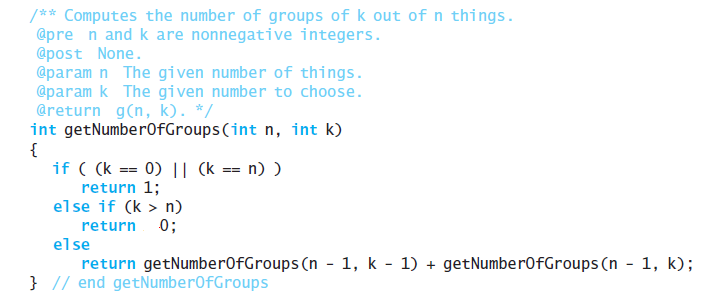 /** Computes the number of groups of k out of n things.
@pre n and k are nonnegative integers.
@post None.
@param n The given number of things.
@param k The given number to choose.
@return g(n, k). */
int getNumberOfGroups(int n, int k)
{
if ( (k == 0) || (k == n) )
return 1;
else if (k > n)
return 0;
else
return getNumberOfGroups(n - 1, k - 1) + getNumberOfGroups(n - 1, k);
} // end getNumberOfGroups